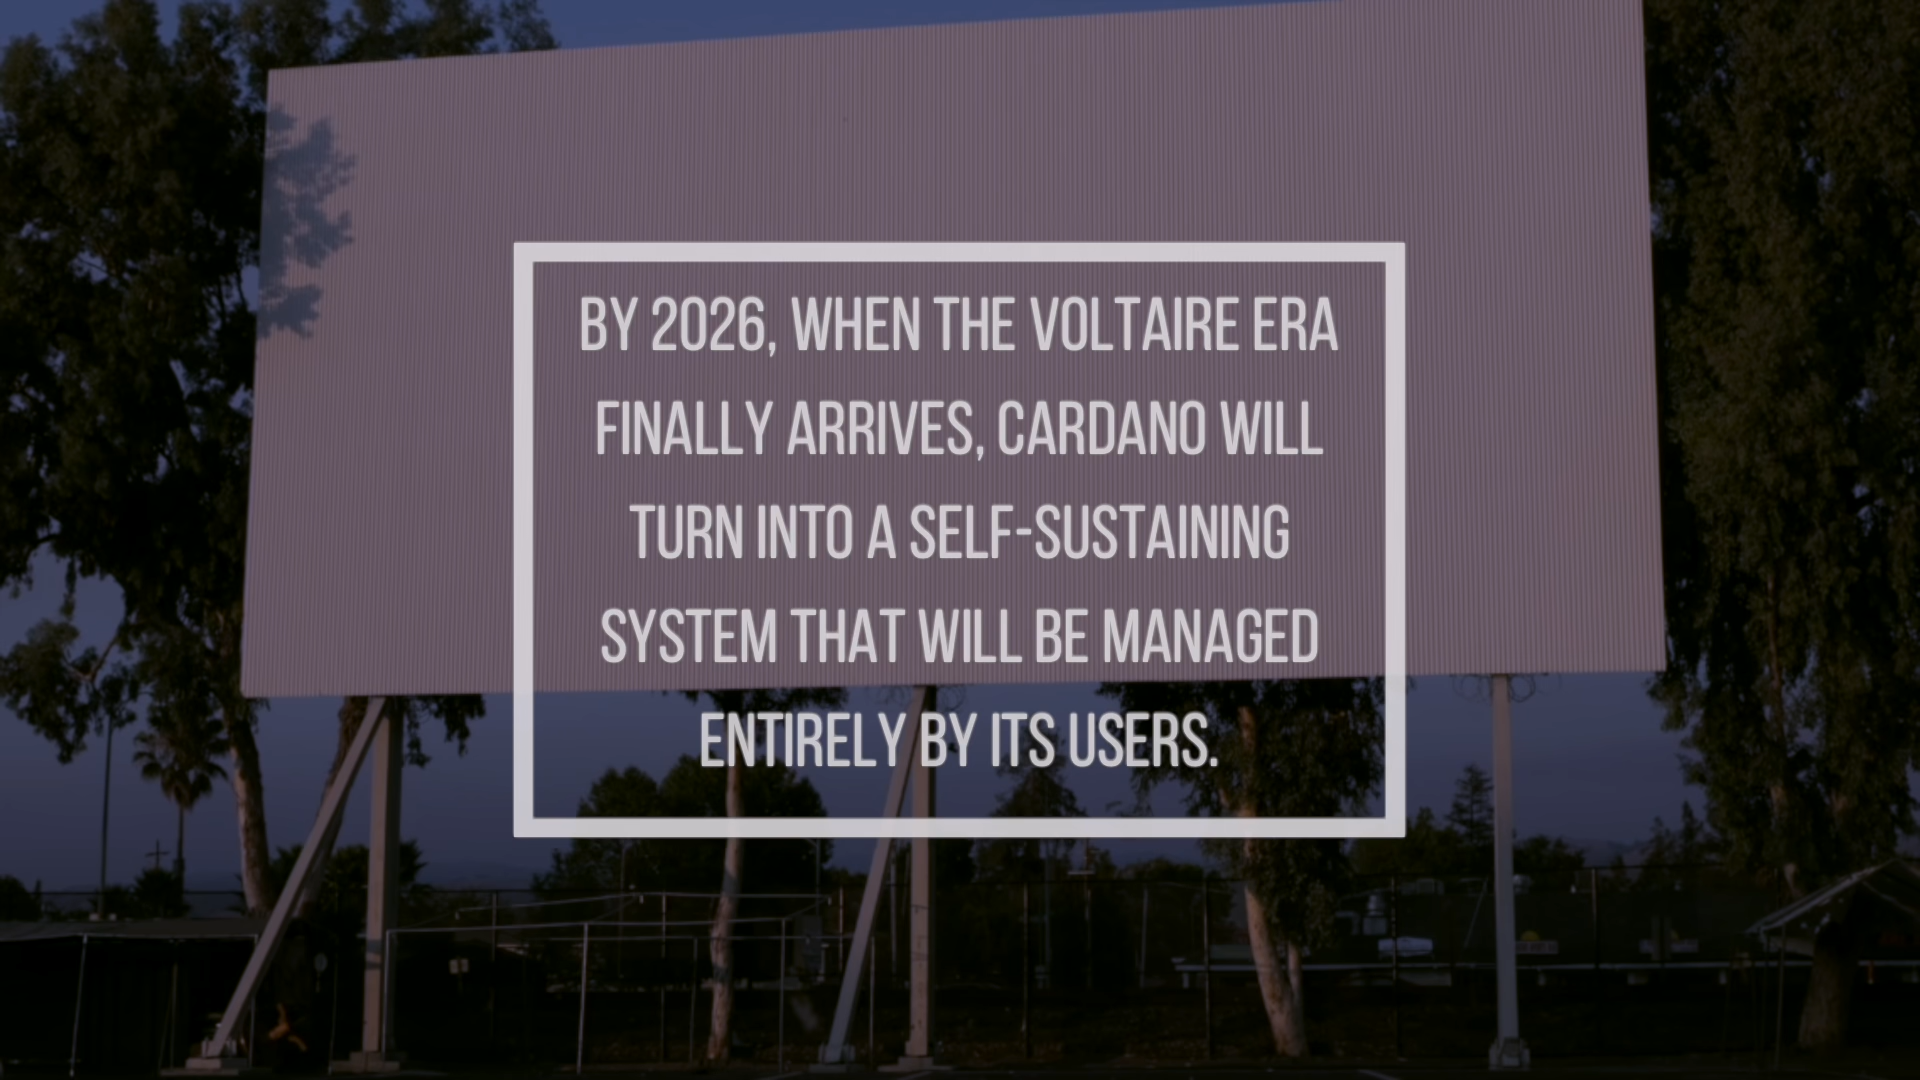 BY 2026, WHEN THE VOLTAIRE ERA
FINALLY ARRIVES, CARDANO WILL
TURN INTO A SELF-SUSTAINING
SYSTEM THAT WILL BE MANAGED
ENTIRELY BY ITS USERS.